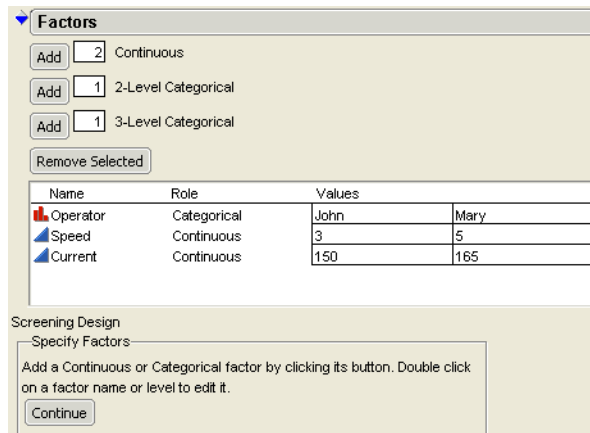 Factors
Add 2 Continuous
Add 1 2-Level Categorical
Add 1 3-Level Categorical
Remove Selected
Name Role Values
Operator Categorical John Mary
Speed Continuous 3 5
Current Continuous 150 165
Screening Design
Specify Factors
Add a Continuous or Categorical factor by clicking its button. Double click
on a factor name or level to edit it.
Continue